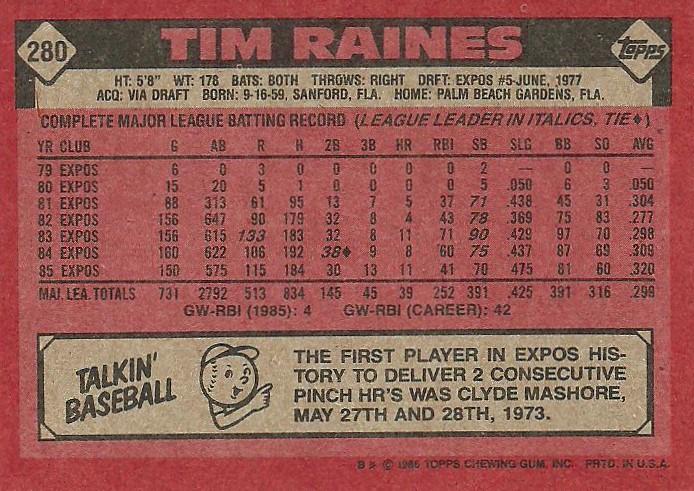 280 TIM RAINES Topps
HT: 5'8" WT: 178 BATS: BOTH THROWS: RIGHT DRFT: EXPOS #5-JUNE, 1977
ACQ: VIA DRAFT BORN: 9-16-59, SANFORD, FLA. HOME: PALM BEACH GARDENS, FLA.
COMPLETE MAJOR LEAGUE BATTING RECORD (LEAGUE LEADER IN ITALICS, TIE♦)
YR CLUB G AB R H 2B 3B HR RBI SB SLG BB SO AVG
79 EXPOS 6 0 3 0 0 0 0 0 2 — 0 0 —
80 EXPOS 15 20 5 1 0 0 0 0 5 .050 6 3 .050
81 EXPOS 88 313 61 95 13 7 5 37 71 .438 45 31 .304
82 EXPOS 156 647 90 179 32 8 4 43 78 .369 75 83 .277
83 EXPOS 156 615 133 183 32 8 11 71 90 .429 97 70 .298
84 EXPOS 160 622 106 192 38♦ 9 8 60 75 .437 87 69 .309
85 EXPOS 150 575 115 184 30 13 11 41 70 .475 81 60 .320
MAJ. LEA. TOTALS 731 2792 513 834 145 45 39 252 391 .425 391 316 .299
GW-RBI (1985): 4 GW-RBI (CAREER): 42
TALKIN'
BASEBALL
THE FIRST PLAYER IN EXPOS HIS-
TORY TO DELIVER 2 CONSECUTIVE
PINCH HR'S WAS CLYDE MASHORE,
MAY 27TH AND 28TH, 1973.
© 1986 TOPPS CHEWING GUM, INC. PRTD. IN U.S.A.